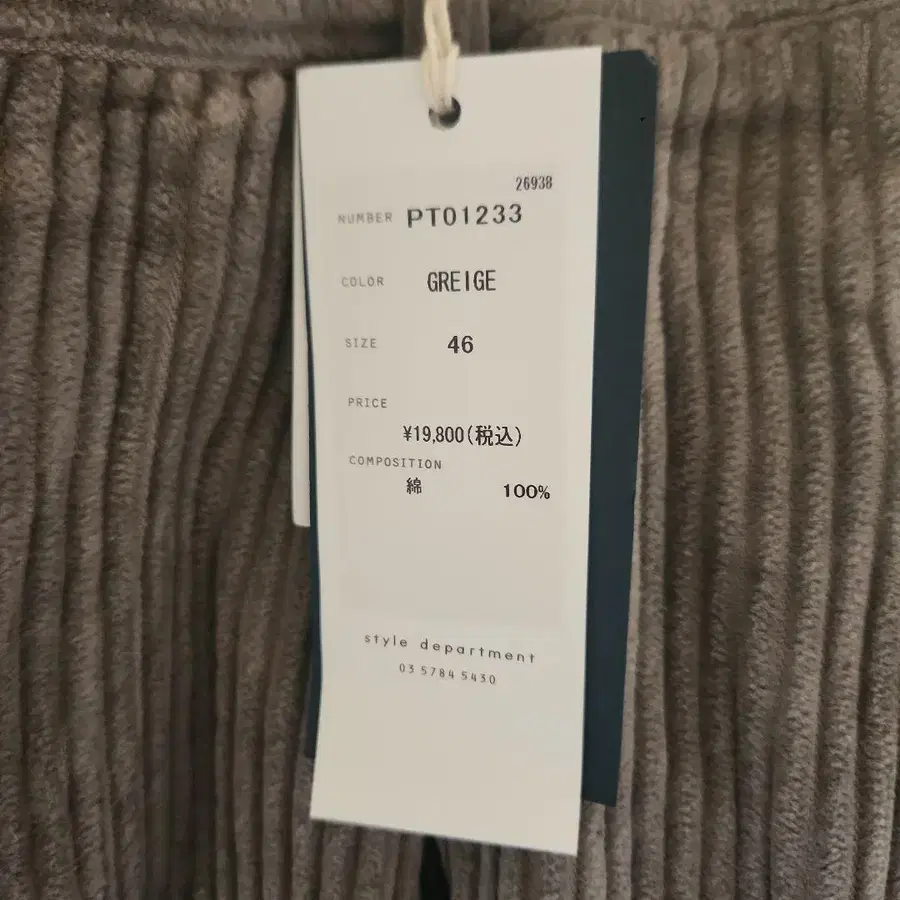 26938
NUMBER PT01233
COLOR GREIGE
SIZE 46
PRICE
¥19,800(税込)
COMPOSITION
綿 100%
style department
03 5784 5430